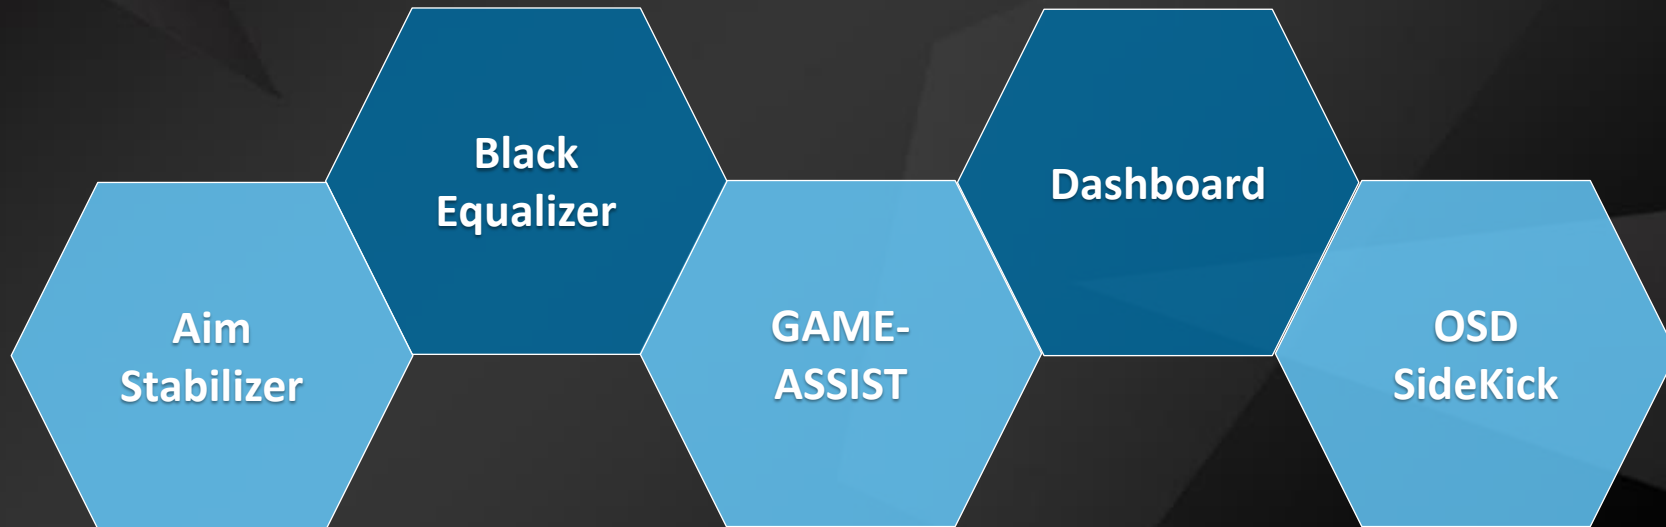 Aim
Stabilizer
Black
Equalizer
GAME-
ASSIST
Dashboard
OSD
SideKick